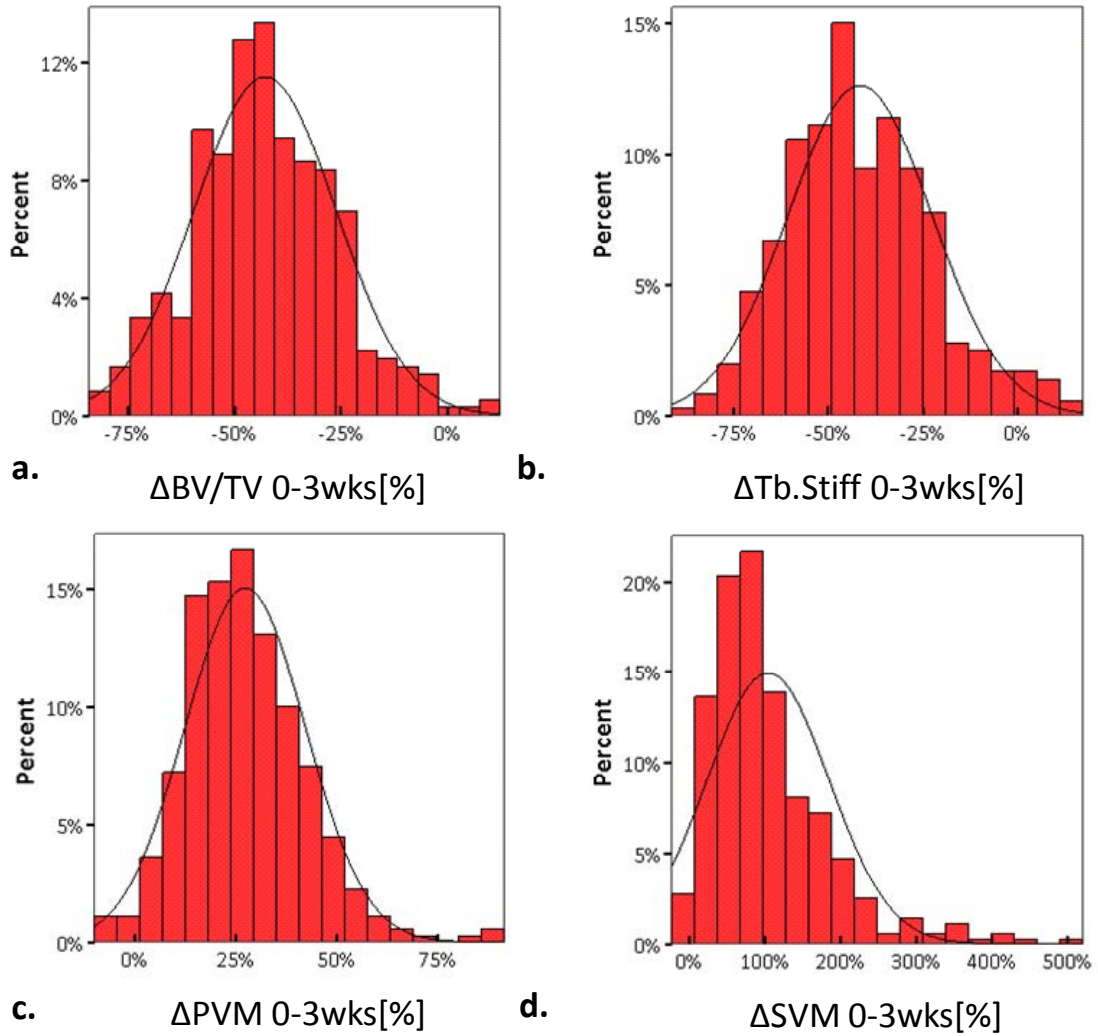 Percent
12%
8%
4%
0%
-75% -50% -25% 0%
a.
ΔBV/TV 0-3wks[%]
Percent
15%
10%
5%
0%
-75% -50% -25% 0%
b.
ΔTb.Stiff 0-3wks[%]
Percent
15%
10%
5%
0%
0% 25% 50% 75%
c.
ΔPVM 0-3wks[%]
Percent
20%
15%
10%
5%
0%
0% 100% 200% 300% 400% 500%
d.
ΔSVM 0-3wks[%]